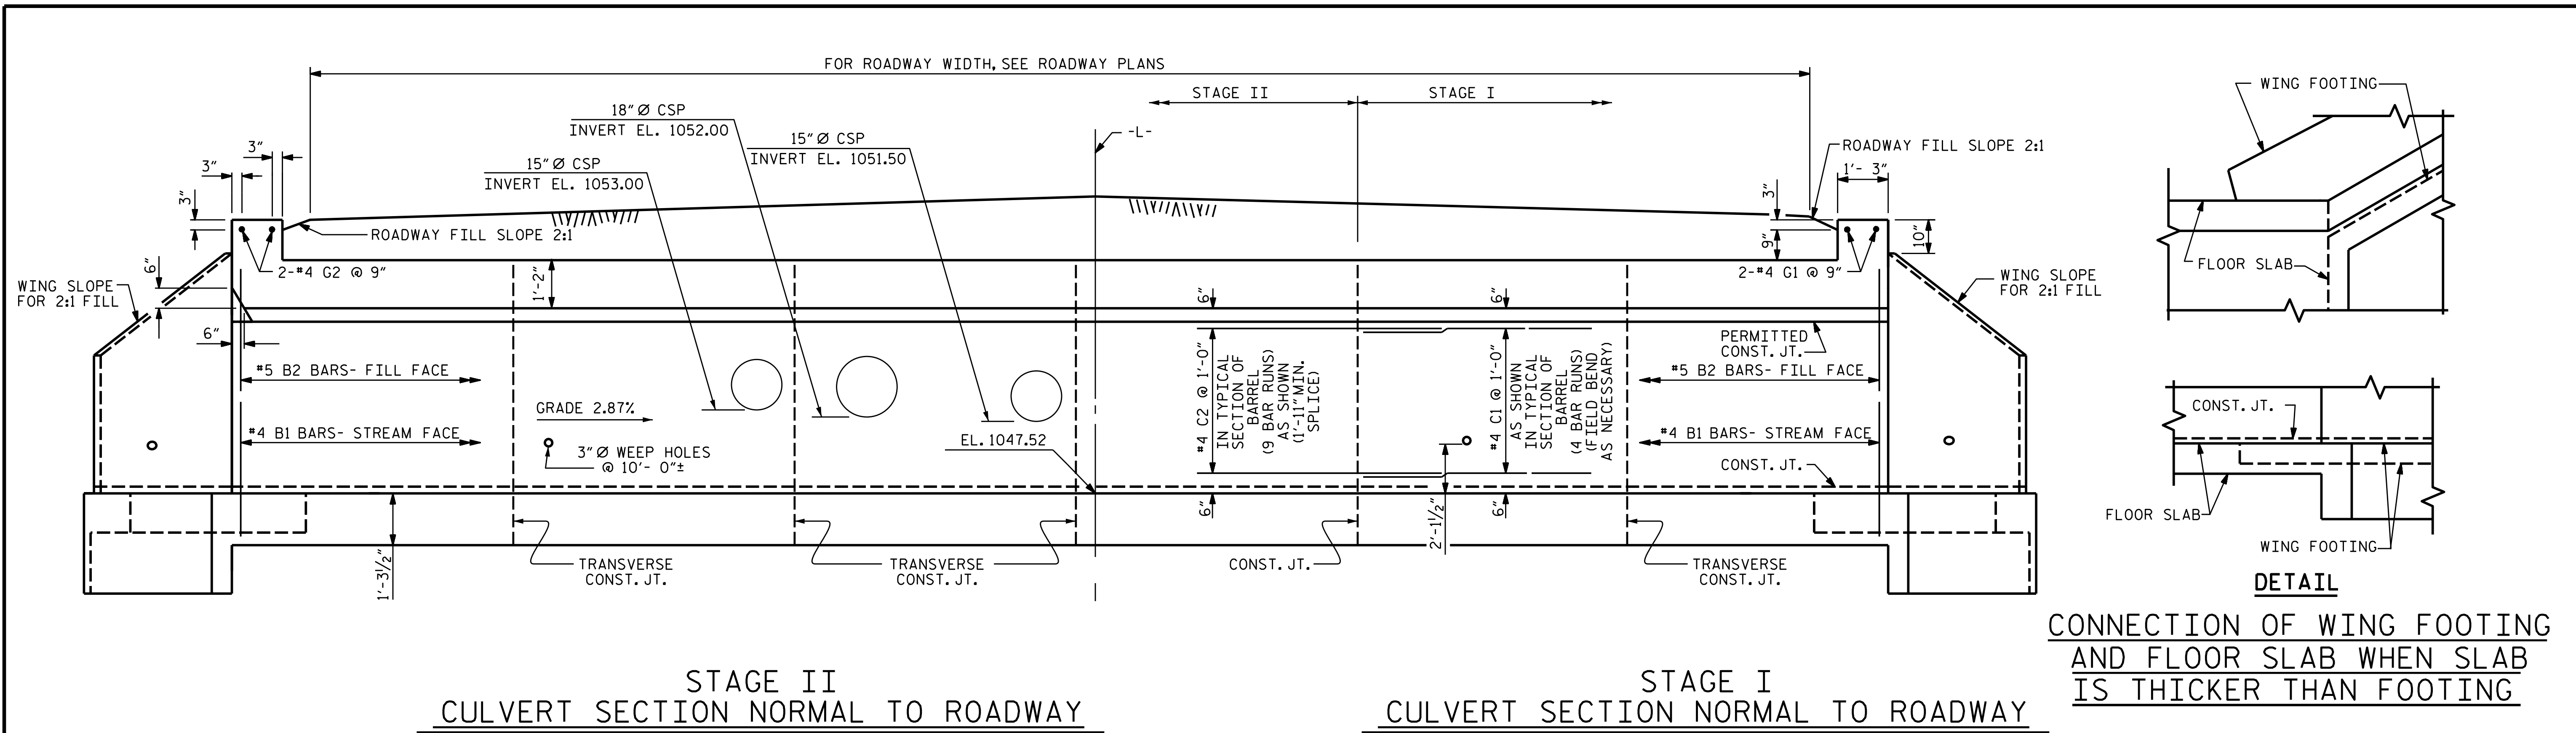 FOR ROADWAY WIDTH, SEE ROADWAY PLANS
STAGE II
STAGE I
18" Ø CSP
INVERT EL. 1052.00
15" Ø CSP
INVERT EL. 1051.50
15" Ø CSP
INVERT EL. 1053.00
-L-
ROADWAY FILL SLOPE 2:1
1'- 3"
3"
3"
3"
3"
9"
10"
ROADWAY FILL SLOPE 2:1
2-#4 G2 @ 9"
2-#4 G1 @ 9"
6"
6"
1'-2"
WING SLOPE
FOR 2:1 FILL
WING SLOPE
FOR 2:1 FILL
6"
6"
PERMITTED
CONST. JT.
#5 B2 BARS- FILL FACE
#5 B2 BARS- FILL FACE
GRADE 2.87%
#4 B1 BARS- STREAM FACE
#4 B1 BARS- STREAM FACE
3" Ø WEEP HOLES
@ 10'- 0"±
EL. 1047.52
#4 C2 @ 1'-0"
IN TYPICAL
SECTION OF
BARREL
(9 BAR RUNS)
AS SHOWN
(1'-11" MIN.
SPLICE)
#4 C1 @ 1'-0"
AS SHOWN
IN TYPICAL
SECTION OF
BARREL
(4 BAR RUNS)
(FIELD BEND
AS NECESSARY)
CONST. JT.
6"
6"
2'-1½"
1'-3½"
TRANSVERSE
CONST. JT.
TRANSVERSE
CONST. JT.
CONST. JT.
TRANSVERSE
CONST. JT.
STAGE II
CULVERT SECTION NORMAL TO ROADWAY
STAGE I
CULVERT SECTION NORMAL TO ROADWAY
WING FOOTING
FLOOR SLAB
CONST. JT.
FLOOR SLAB
WING FOOTING
DETAIL
CONNECTION OF WING FOOTING
AND FLOOR SLAB WHEN SLAB
IS THICKER THAN FOOTING